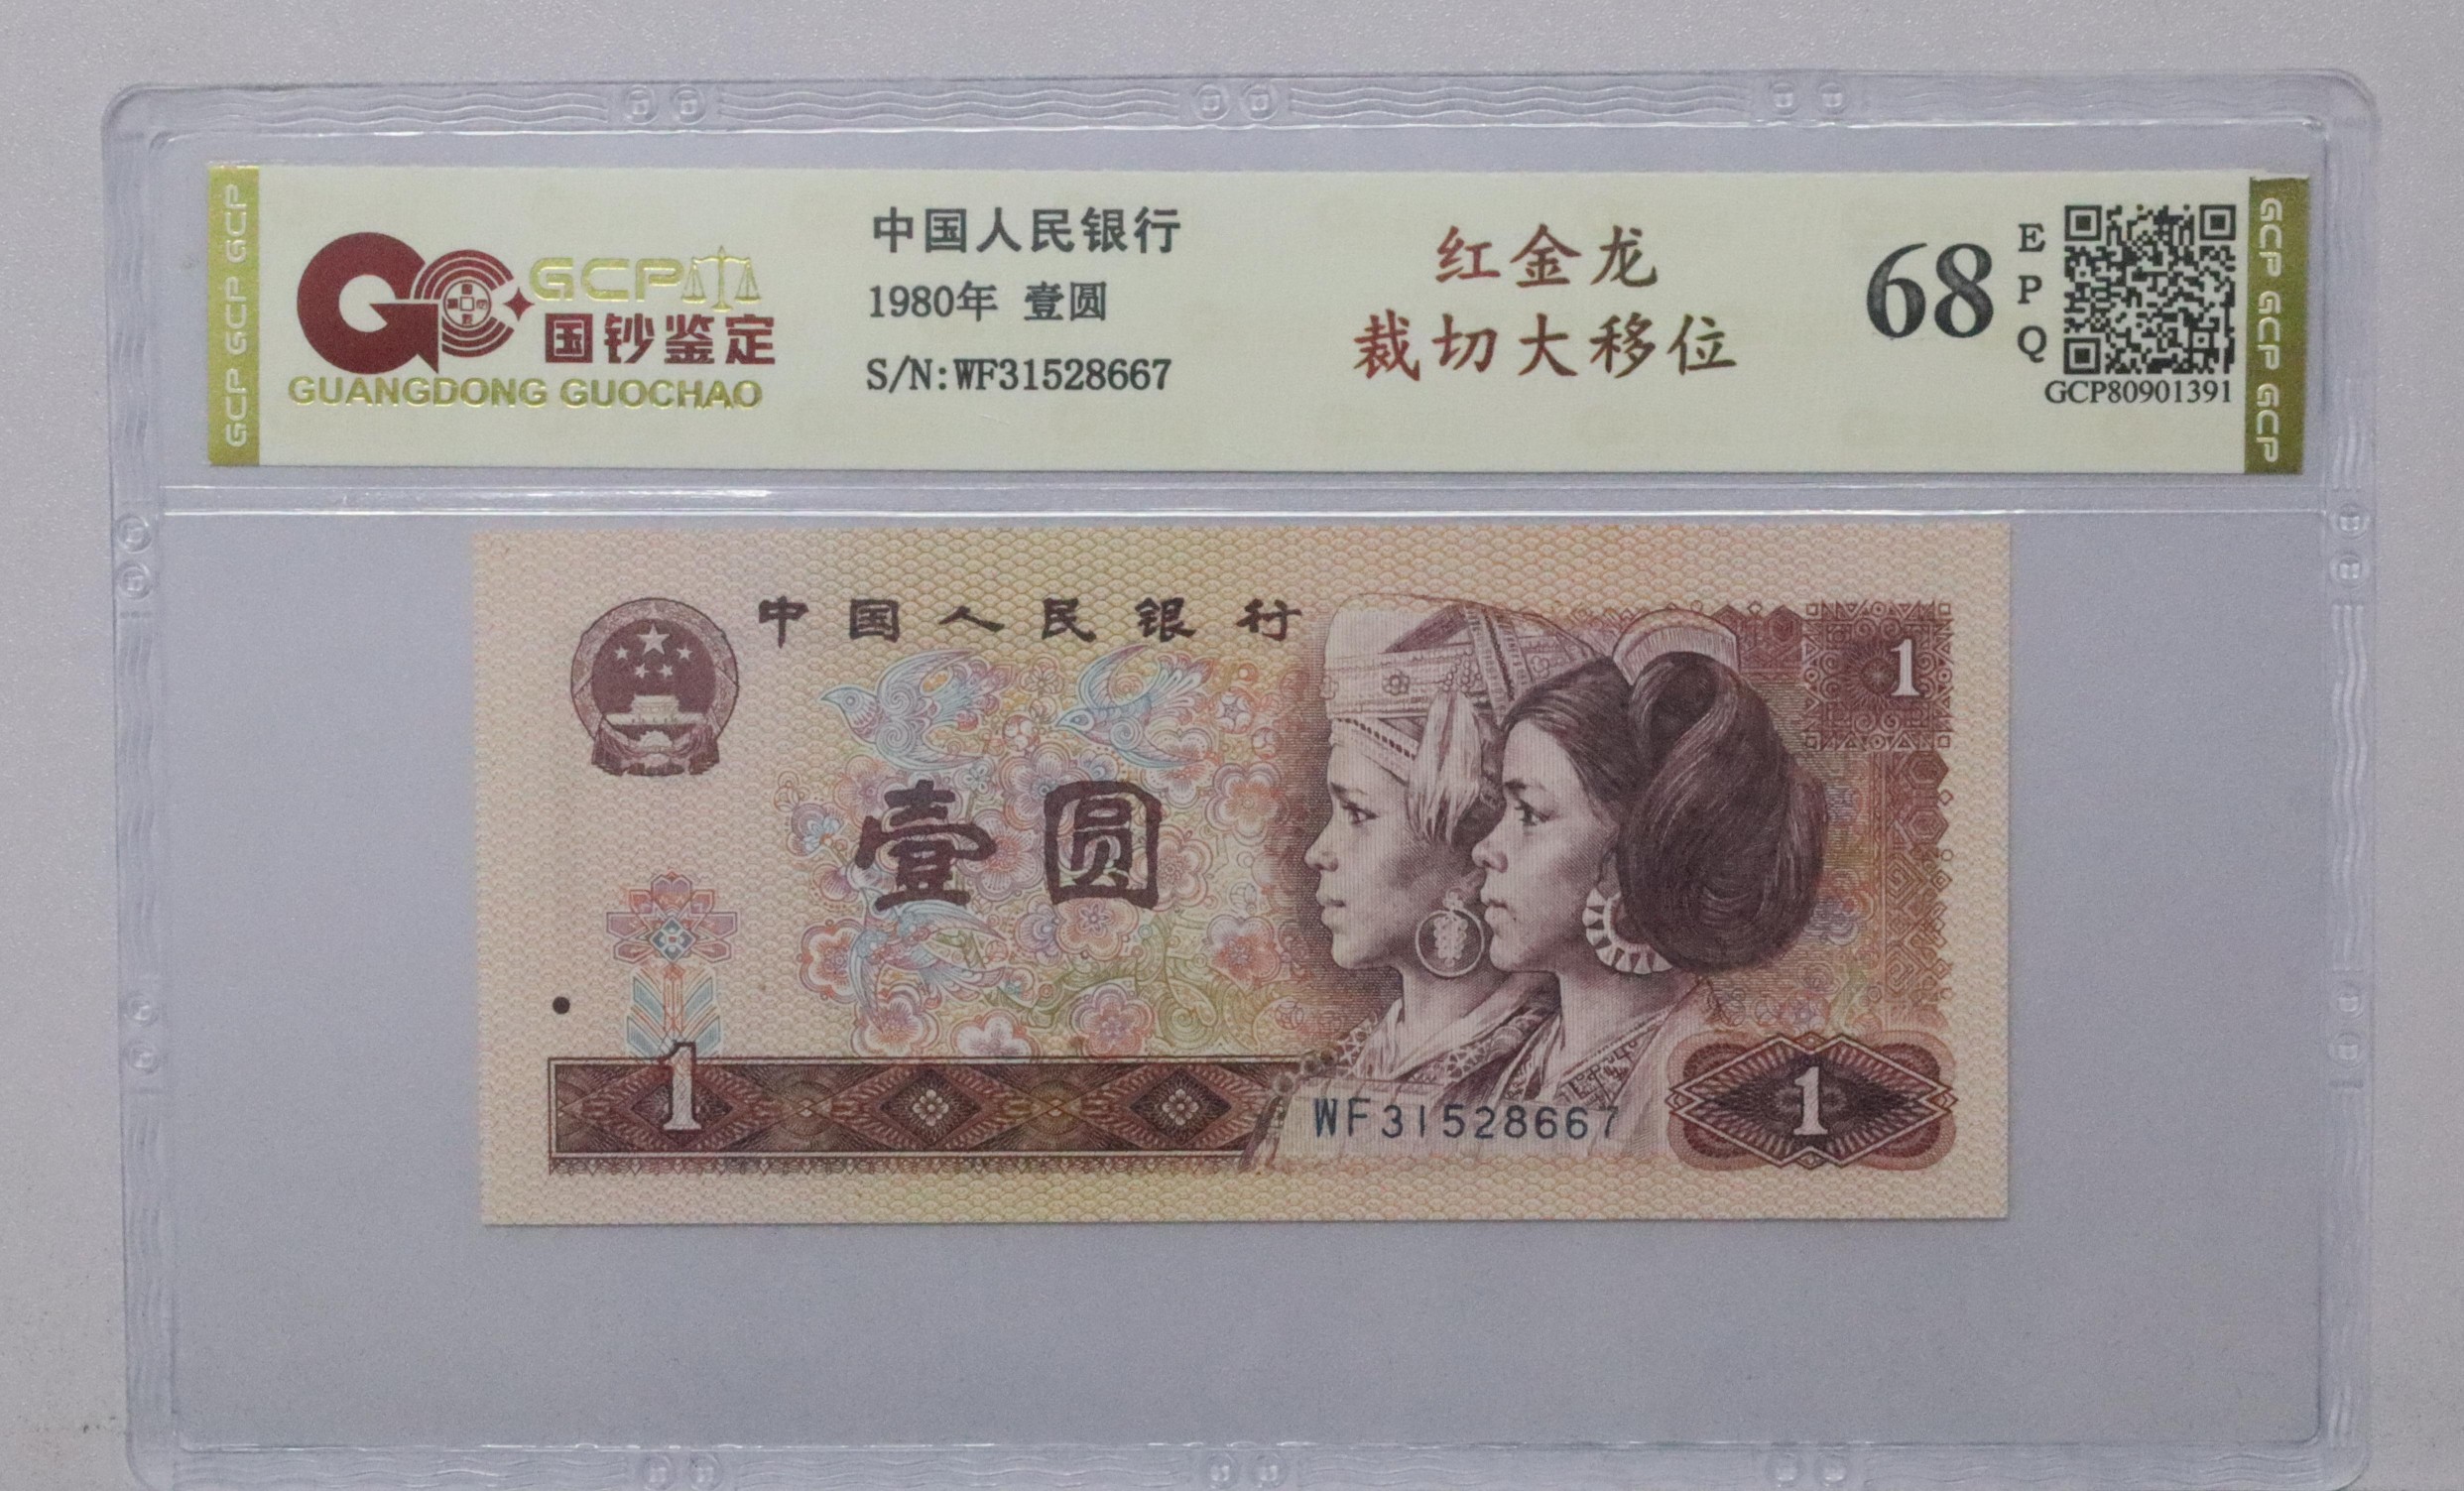 GCP GCP GCP
GCP
国钞鉴定
GUANGDONG GUOCHAO
中国人民银行
1980年 壹圆
S/N:WF31528667
红金龙
裁切大移位
68
E
P
Q
GCP80901391
GCP GCP GCP
中国人民银行
1
壹圆
1
WF31528667
1